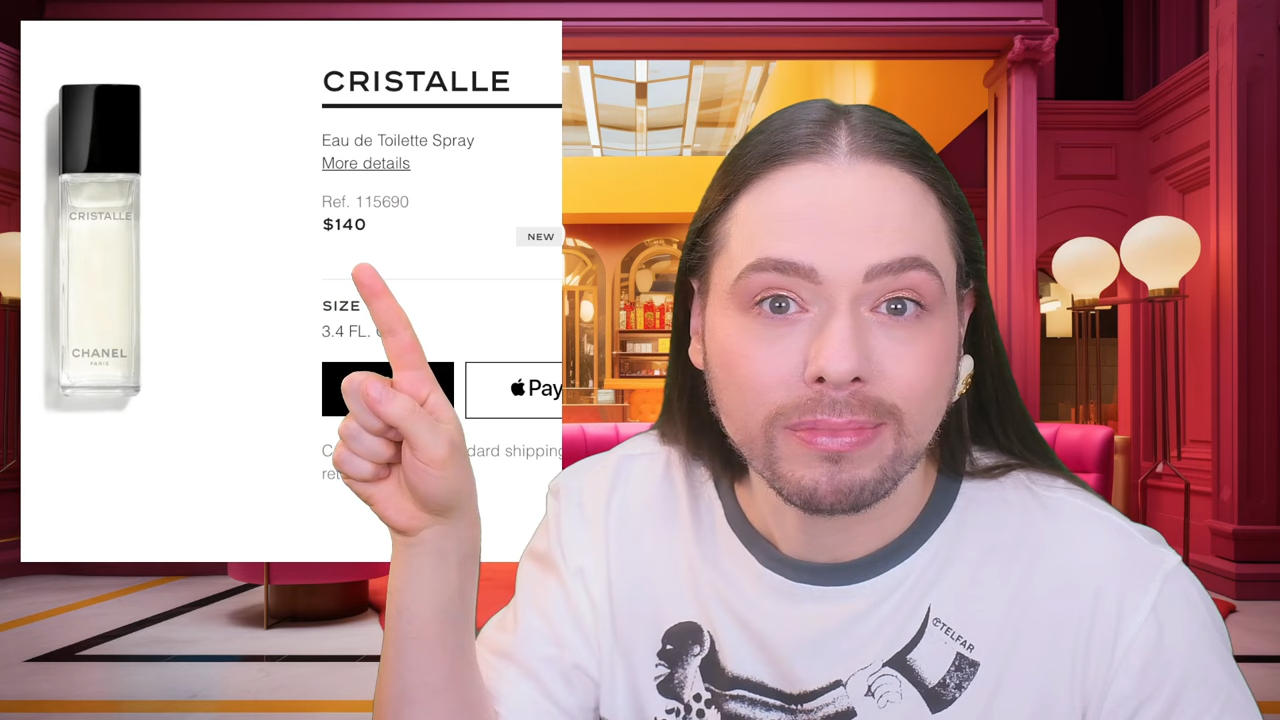 CRISTALLE
Eau de Toilette Spray
More details
Ref. 115690
$140
NEW
SIZE
3.4 FL.
Pay
dard shipping
CRISTALLE
CHANEL
PARIS
TELFAR